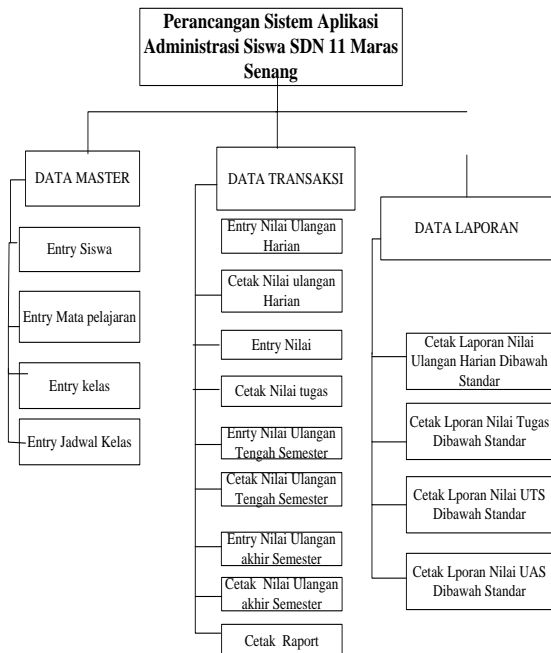 Perancangan Sistem Aplikasi
Administrasi Siswa SDN 11 Maras
Senang
DATA MASTER
Entry Siswa
Entry Mata pelajaran
Entry kelas
Entry Jadwal Kelas
DATA TRANSAKSI
Entry Nilai Ulangan
Harian
Cetak Nilai ulangan
Harian
Entry Nilai
Cetak Nilai tugas
Enrty Nilai Ulangan
Tengah Semester
Cetak Nilai Ulangan
Tengah Semester
Entry Nilai Ulangan
akhir Semester
Cetak Nilai Ulangan
akhir Semester
Cetak Raport
DATA LAPORAN
Cetak Laporan Nilai
Ulangan Harian Dibawah
Standar
Cetak Lporan Nilai Tugas
Dibawah Standar
Cetak Lporan Nilai UTS
Dibawah Standar
Cetak Lporan Nilai UAS
Dibawah Standar